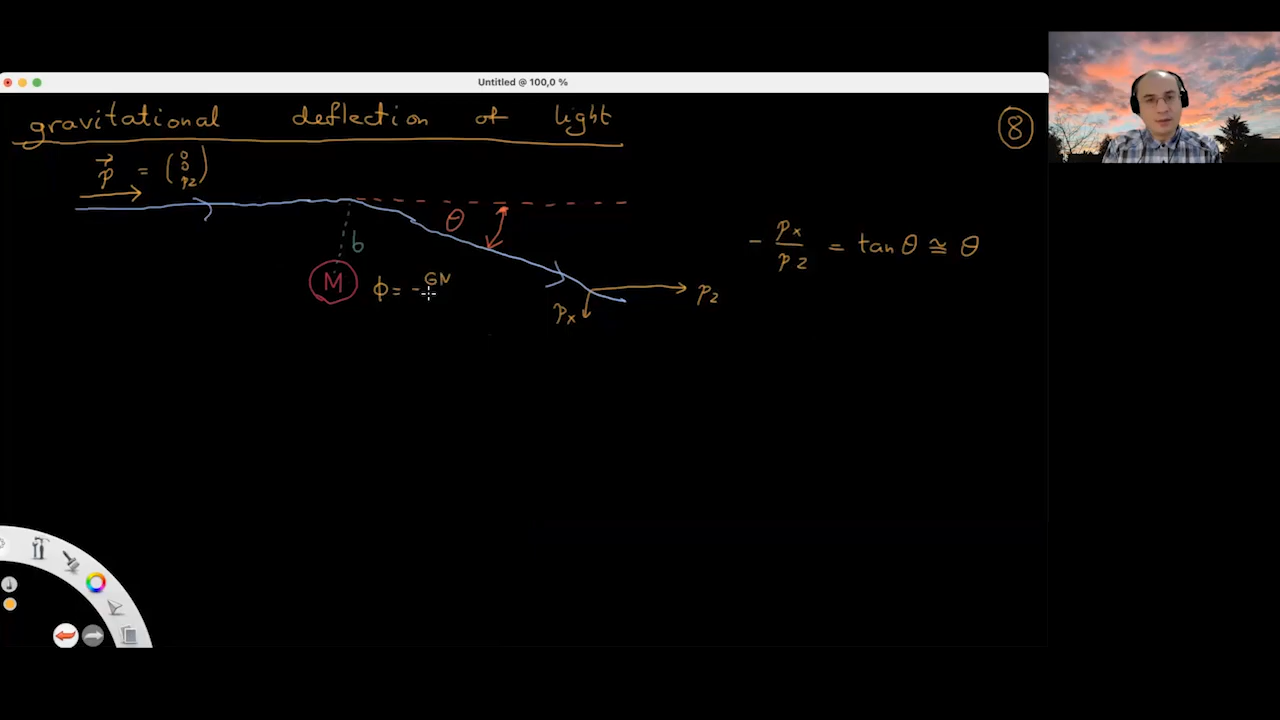 Untitled @ 100,0 %
gravitational deflection of light
8
p⃗ = (0 0 pz)
θ
b
- px/pz = tan θ ≅ θ
M
ϕ = - GM
pz
px